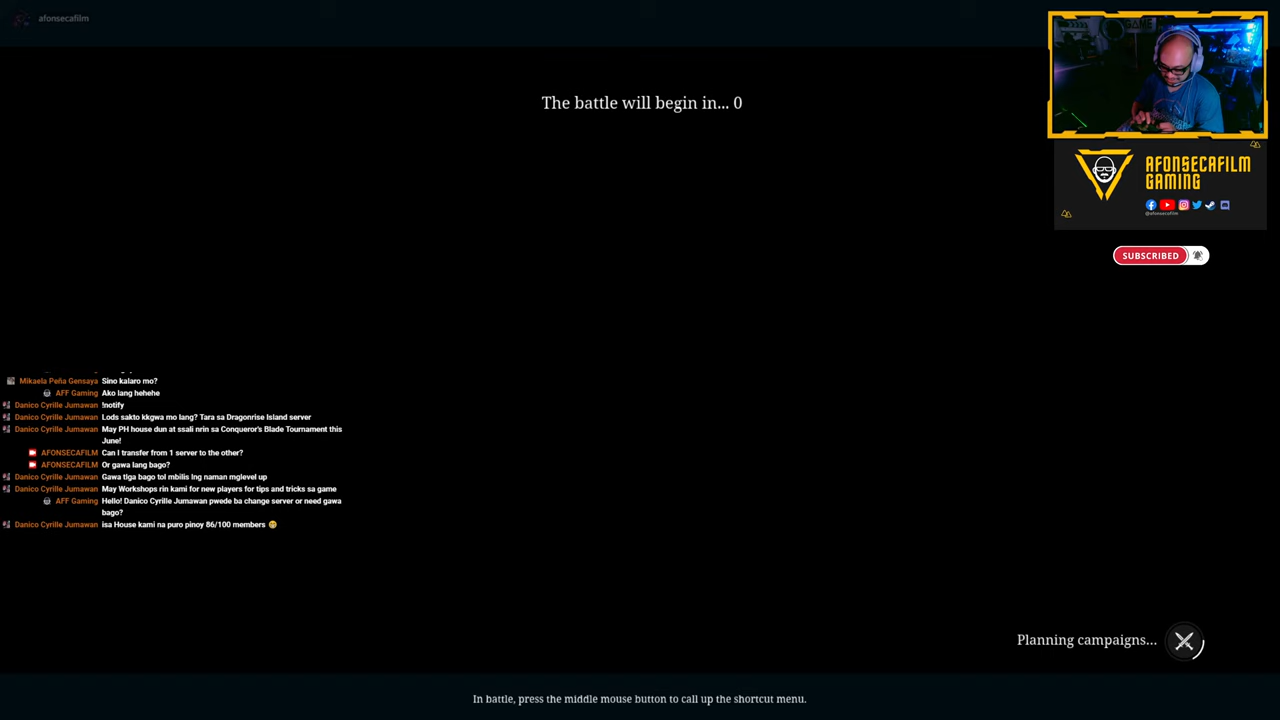 afonsecafilm
The battle will begin in... 0
AFONSECAFILM
GAMING
@afonsecafilm
SUBSCRIBED
Mikaela Peña Gensaya Sino kalaro mo?
AFF Gaming Ako lang hehehe
Danico Cyrille Jumawan !notify
Danico Cyrille Jumawan Lods sakto kkgwa mo lang? Tara sa Dragonrise Island server
Danico Cyrille Jumawan May PH house dun at ssali nrin sa Conqueror's Blade Tournament this
June!
AFONSECAFILM Can I transfer from 1 server to the other?
AFONSECAFILM Or gawa lang bago?
Danico Cyrille Jumawan Gawa tlga bago tol mbilis lng naman mglevel up
Danico Cyrille Jumawan May Workshops rin kami for new players for tips and tricks sa game
AFF Gaming Hello! Danico Cyrille Jumawan pwede ba change server or need gawa
bago?
Danico Cyrille Jumawan isa House kami na puro pinoy 86/100 members
Planning campaigns...
In battle, press the middle mouse button to call up the shortcut menu.